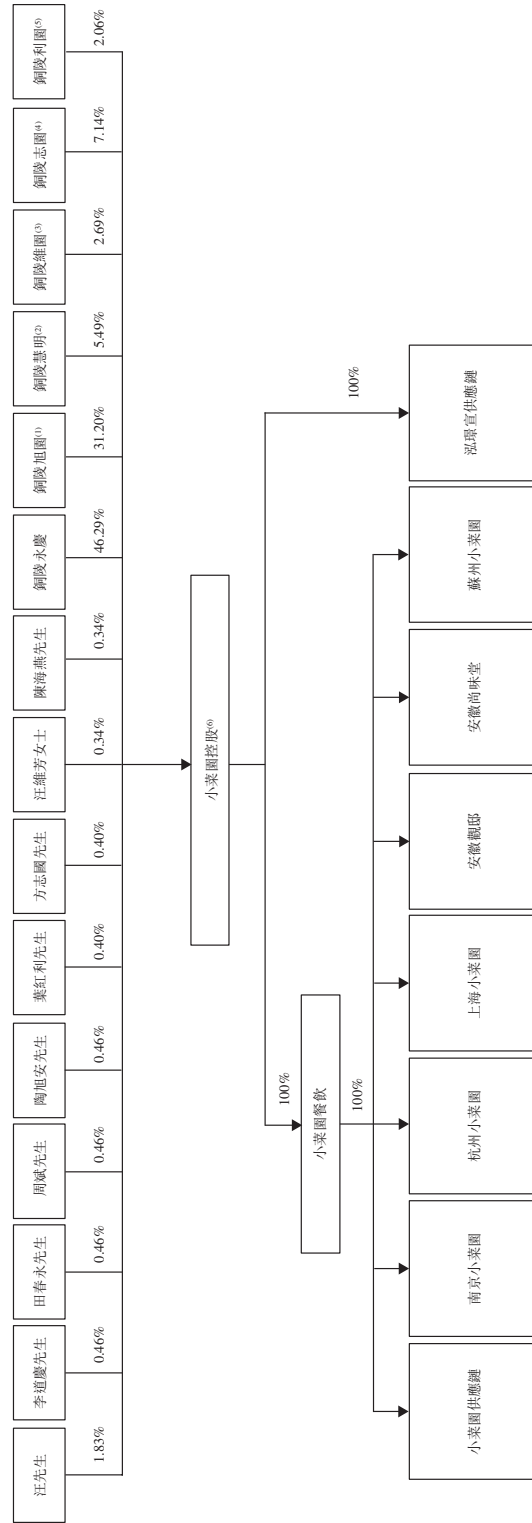 汪先生
李道慶先生
田春永先生
周斌先生
陶旭安先生
葉紅利先生
方志國先生
汪維芳女士
陳海燕先生
銅陵永慶
銅陵旭園(1)
銅陵慧明(2)
銅陵維園(3)
銅陵志園(4)
銅陵利園(5)
1.83%
0.46%
0.46%
0.46%
0.46%
0.40%
0.40%
0.34%
0.34%
46.29%
31.20%
5.49%
2.69%
7.14%
2.06%
小菜園控股(6)
100%
100%
小菜園餐飲
100%
小菜園供應鏈
南京小菜園
杭州小菜園
上海小菜園
安徽觀邸
安徽尚味堂
蘇州小菜園
泓璟宣供應鏈